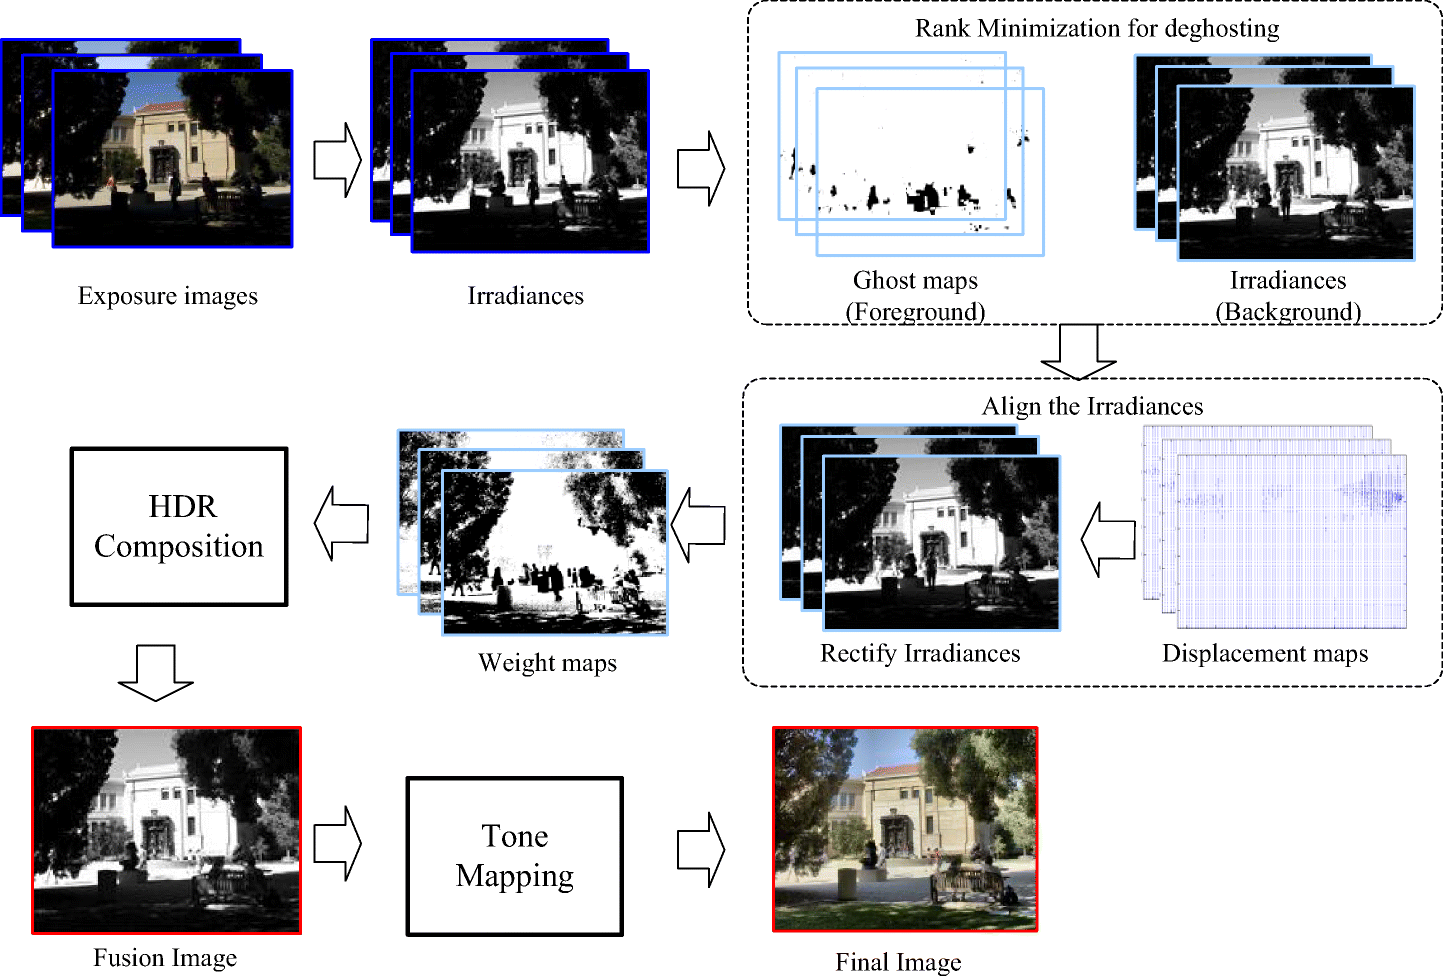 Rank Minimization for deghosting
Exposure images
Irradiances
Ghost maps
(Foreground)
Irradiances
(Background)
Align the Irradiances
HDR
Composition
Weight maps
Rectify Irradiances
Displacement maps
Tone
Mapping
Fusion Image
Final Image